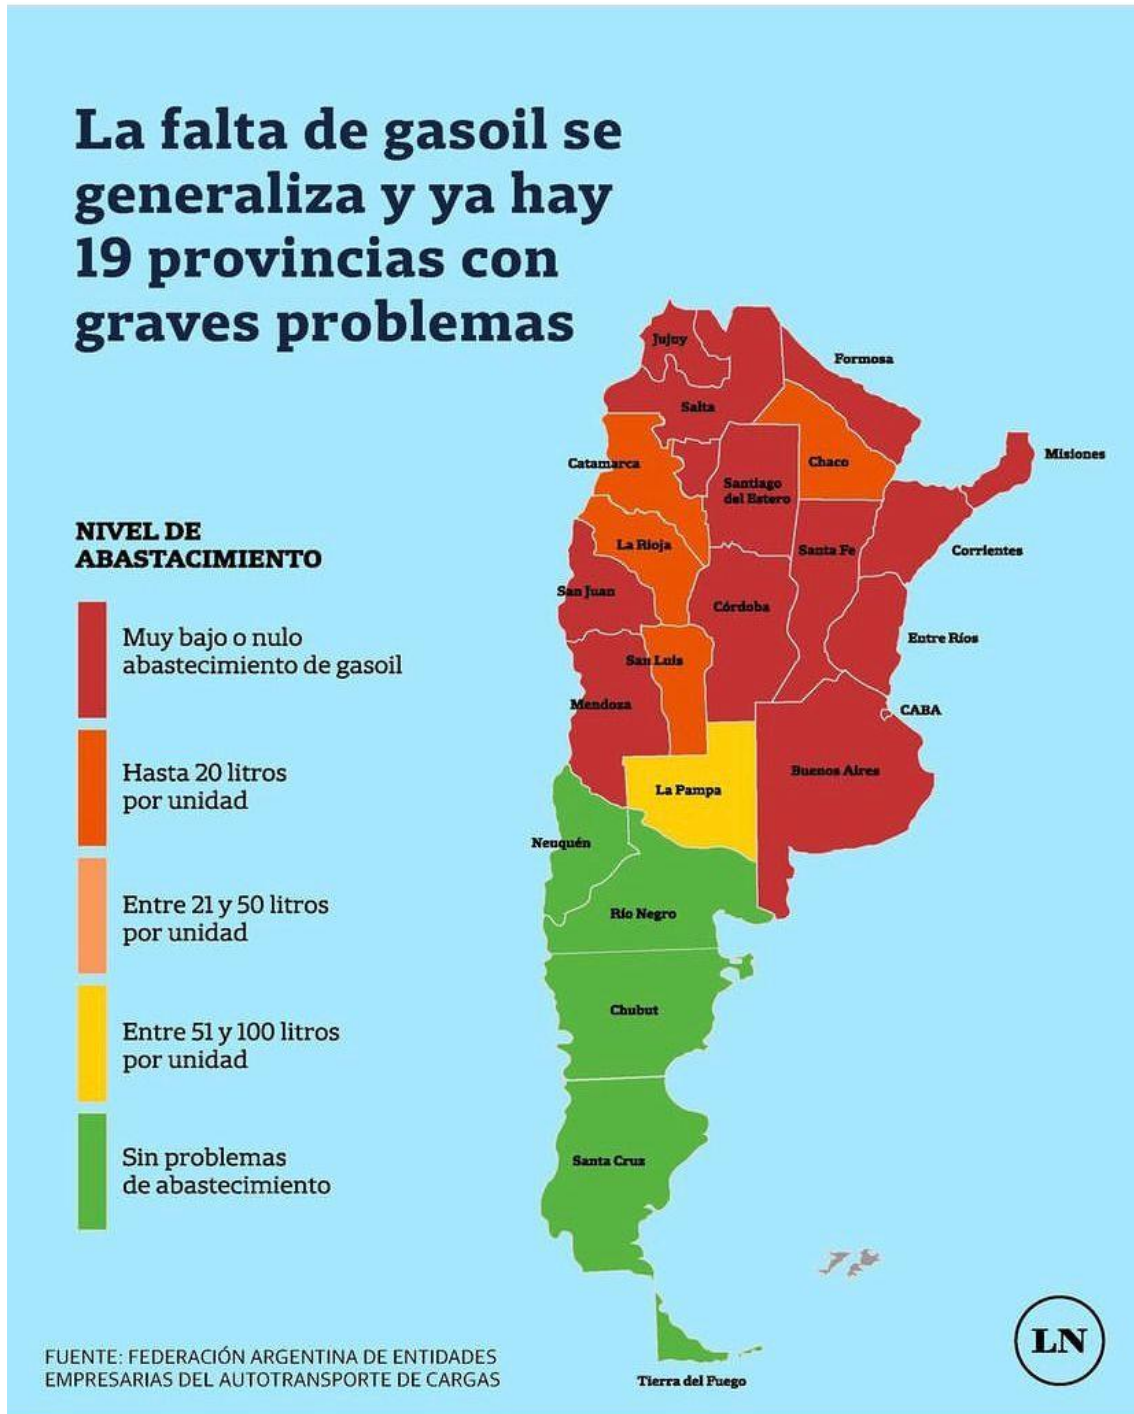 La falta de gasoil se
generaliza y ya hay
19 provincias con
graves problemas
Jujuy
Formosa
Salta
Catamarca
Chaco
Misiones
Santiago
del Estero
La Rioja
Santa Fe
Corrientes
San Juan
Córdoba
Entre Ríos
San Luis
Mendoza
CABA
Buenos Aires
La Pampa
Neuquén
Río Negro
Chubut
Santa Cruz
Tierra del Fuego
NIVEL DE
ABASTACIMIENTO
Muy bajo o nulo
abastecimiento de gasoil
Hasta 20 litros
por unidad
Entre 21 y 50 litros
por unidad
Entre 51 y 100 litros
por unidad
Sin problemas
de abastecimiento
FUENTE: FEDERACIÓN ARGENTINA DE ENTIDADES
EMPRESARIAS DEL AUTOTRANSPORTE DE CARGAS
LN